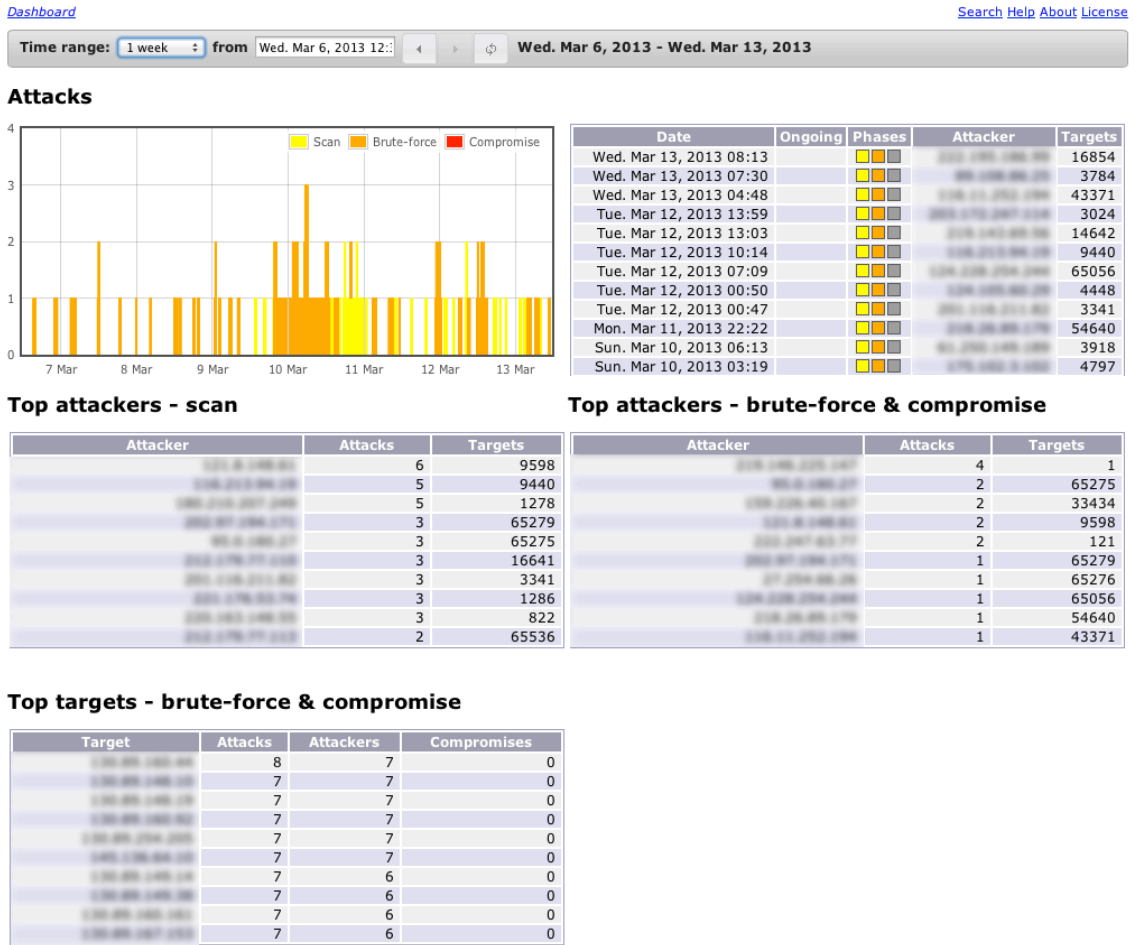 Dashboard
Search Help About License
Time range: 1 week from Wed. Mar 6, 2013 12: Wed. Mar 6, 2013 - Wed. Mar 13, 2013
Attacks
4
3
2
1
0
Scan Brute-force Compromise
7 Mar 8 Mar 9 Mar 10 Mar 11 Mar 12 Mar 13 Mar
Date Ongoing Phases Attacker Targets
Wed. Mar 13, 2013 08:13 16854
Wed. Mar 13, 2013 07:30 3784
Wed. Mar 13, 2013 04:48 43371
Tue. Mar 12, 2013 13:59 3024
Tue. Mar 12, 2013 13:03 14642
Tue. Mar 12, 2013 10:14 9440
Tue. Mar 12, 2013 07:09 65056
Tue. Mar 12, 2013 00:50 4448
Tue. Mar 12, 2013 00:47 3341
Mon. Mar 11, 2013 22:22 54640
Sun. Mar 10, 2013 06:13 3918
Sun. Mar 10, 2013 03:19 4797
Top attackers - scan
Attacker Attacks Targets
6 9598
5 9440
5 1278
3 65279
3 65275
3 16641
3 3341
3 1286
3 822
2 65536
Top attackers - brute-force & compromise
Attacker Attacks Targets
4 1
2 65275
2 33434
2 9598
2 121
1 65279
1 65276
1 65056
1 54640
1 43371
Top targets - brute-force & compromise
Target Attacks Attackers Compromises
8 7 0
7 7 0
7 7 0
7 7 0
7 7 0
7 7 0
7 6 0
7 6 0
7 6 0
7 6 0